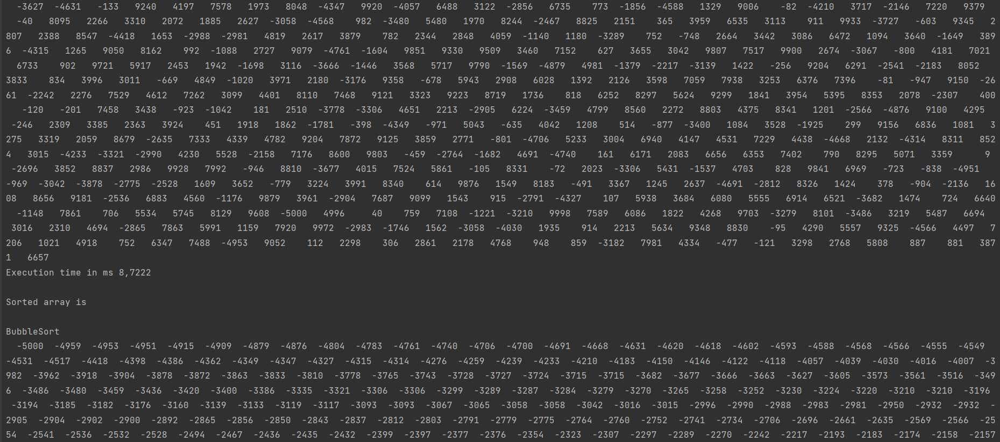 -3627 -4631 -133 9240 4197 7578 1973 8048 -4347 9920 -4057 6488 3122 -2856 6735 773 -1856 -4588 1329 9006 -82 -4210 3717 -2146 7220 9379
-40 8095 2266 3310 2072 1885 2627 -3058 -4568 982 -3480 5480 1970 8244 -2467 8825 2151 365 3959 6535 3113 911 9933 -3727 -603 9345 2
807 2388 8547 -4418 1653 -2988 -2981 4819 2617 3879 782 2344 2848 4059 -1140 1180 -3289 752 -748 2664 3442 3086 6472 1094 3640 -1649 389
6 -4315 1265 9050 8162 992 -1088 2727 9079 -4761 -1604 9851 9330 9509 3460 7152 627 3655 3042 9807 7517 9900 2674 -3067 -800 4181 7021
6733 902 9721 5917 2453 1942 -1698 3116 -3666 -1446 3568 5717 9790 -1569 -4879 4981 -1379 -2217 -3139 1422 -256 9204 6291 -2541 -2183 8052
3833 834 3996 3011 -669 4849 -1020 3971 2180 -3176 9358 -678 5943 2908 6028 1392 2126 3598 7059 7938 3253 6376 7396 -81 -947 9150 -26
61 -2242 2276 7529 4612 7262 3099 4401 8110 7468 9121 3323 9223 8719 1736 818 6252 8297 5624 9299 1841 3954 5395 8353 2078 -2307 400
-120 -201 7458 3438 -923 -1042 181 2510 -3778 -3306 4651 2213 -2905 6224 -3459 4799 8560 2272 8803 4375 8341 1201 -2566 -4876 9100 4295
-246 2309 3385 2363 3924 451 1918 1862 -1781 -398 -4349 -971 5043 -635 4042 1208 514 -877 -3400 1084 3528 -1925 299 9156 6836 1081 3
275 3319 2059 8679 -2635 7333 4339 4782 9204 7872 9125 3859 2771 -801 -4706 5233 3004 6940 4147 4531 7229 4438 -4668 2132 -4314 8311 852
4 3015 -4233 -3321 -2990 4230 5528 -2158 7176 8600 9803 -459 -2764 -1682 4691 -4740 161 6171 2083 6656 6353 7402 790 8295 5071 3359 9
-2696 3852 8837 2986 9928 7992 -946 8810 -3677 4015 7524 5861 -105 8331 -72 2023 -3306 5431 -1537 4703 828 9841 6969 -723 -838 -4951
-969 -3042 -3878 -2775 -2528 1609 3652 -779 3224 3991 8340 614 9876 1549 8183 -491 3367 1245 2637 -4691 -2812 8326 1424 378 -904 -2136 16
08 8656 9181 -2536 6883 4560 -1176 9879 3961 -2904 7687 9099 1543 915 -2791 -4327 107 5938 3684 6080 5555 6914 6521 -3682 1474 724 6640
-1148 7861 706 5534 5745 8129 9608 -5000 4996 40 759 7108 -1221 -3210 9998 7589 6086 1822 4268 9703 -3279 8101 -3486 3219 5487 6694
3016 2310 4694 -2865 7863 5991 1159 7920 9972 -2983 -1746 1562 -3058 -4030 1935 914 2213 5634 9348 8830 -95 4290 5557 9325 -4566 4497 7
206 1021 4918 752 6347 7488 -4953 9052 112 2298 306 2861 2178 4768 948 859 -3182 7981 4334 -477 -121 3298 2768 5808 887 881 387
1 6657
Execution time in ms 8,7222
Sorted array is
BubbleSort
-5000 -4959 -4953 -4951 -4915 -4909 -4879 -4876 -4804 -4783 -4761 -4740 -4706 -4700 -4691 -4668 -4631 -4620 -4618 -4602 -4593 -4588 -4568 -4566 -4555 -4549
-4531 -4517 -4418 -4398 -4386 -4362 -4349 -4347 -4327 -4315 -4314 -4276 -4259 -4239 -4233 -4210 -4183 -4150 -4146 -4122 -4118 -4057 -4039 -4030 -4016 -4007 -3
982 -3962 -3918 -3904 -3878 -3872 -3863 -3833 -3810 -3778 -3765 -3743 -3728 -3727 -3724 -3715 -3715 -3682 -3677 -3666 -3663 -3627 -3605 -3573 -3561 -3516 -349
6 -3486 -3480 -3459 -3436 -3420 -3400 -3386 -3335 -3321 -3306 -3306 -3299 -3289 -3287 -3284 -3279 -3270 -3265 -3258 -3252 -3230 -3224 -3220 -3210 -3210 -3196
-3194 -3185 -3182 -3176 -3160 -3139 -3133 -3119 -3117 -3093 -3093 -3067 -3065 -3058 -3058 -3042 -3016 -3015 -2996 -2990 -2988 -2983 -2981 -2950 -2932 -2932 -
2905 -2904 -2902 -2900 -2892 -2865 -2856 -2850 -2843 -2837 -2812 -2803 -2791 -2779 -2775 -2764 -2760 -2752 -2741 -2734 -2706 -2696 -2661 -2635 -2569 -2566 -25
54 -2541 -2536 -2532 -2528 -2494 -2467 -2436 -2435 -2432 -2399 -2397 -2377 -2376 -2354 -2323 -2307 -2297 -2289 -2270 -2242 -2217 -2193 -2183 -2174 -2158 -2157